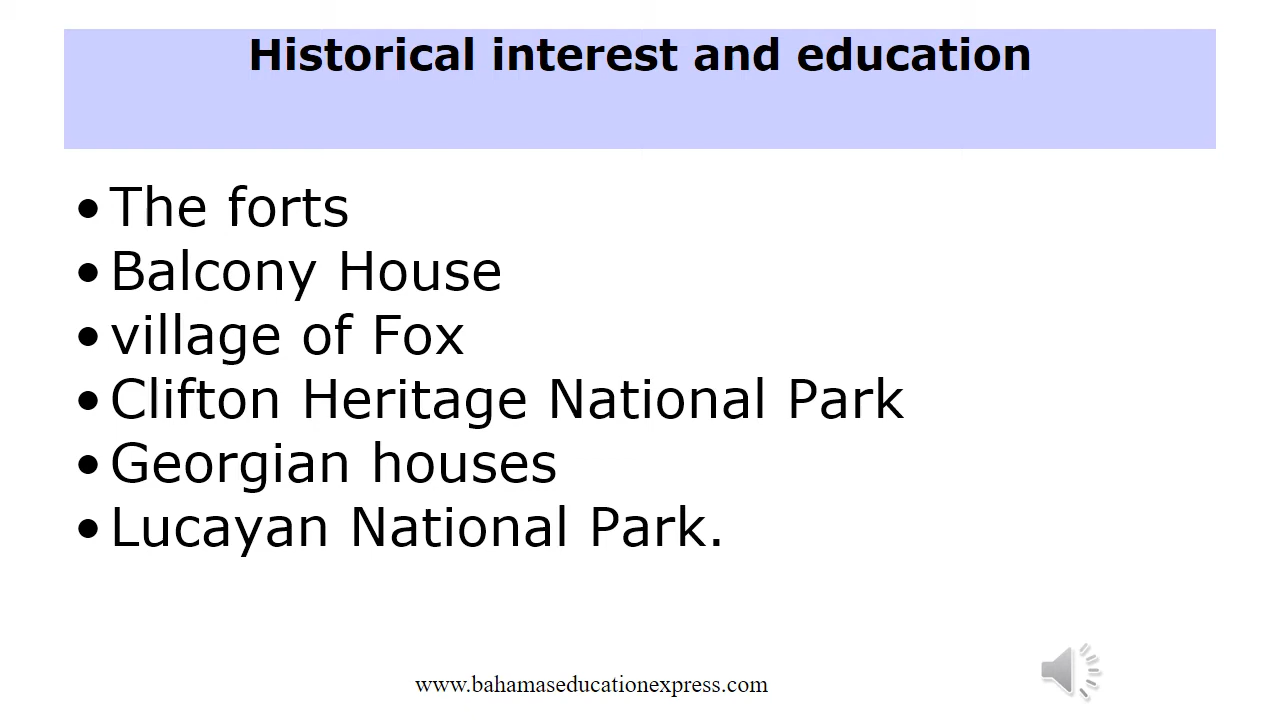 Historical interest and education
•The forts
•Balcony House
•village of Fox
•Clifton Heritage National Park
•Georgian houses
•Lucayan National Park.
www.bahamaseducationexpress.com